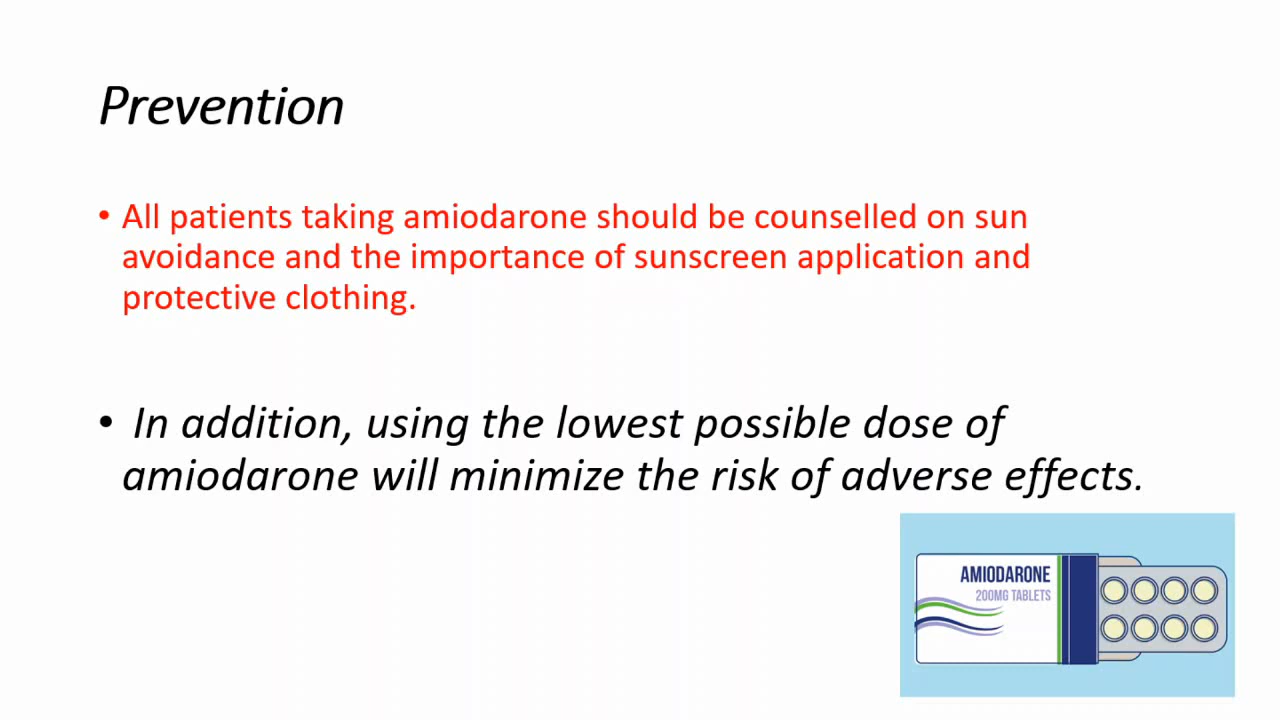 Prevention
• All patients taking amiodarone should be counselled on sun
avoidance and the importance of sunscreen application and
protective clothing.
• In addition, using the lowest possible dose of
amiodarone will minimize the risk of adverse effects.
AMIODARONE
200MG TABLETS